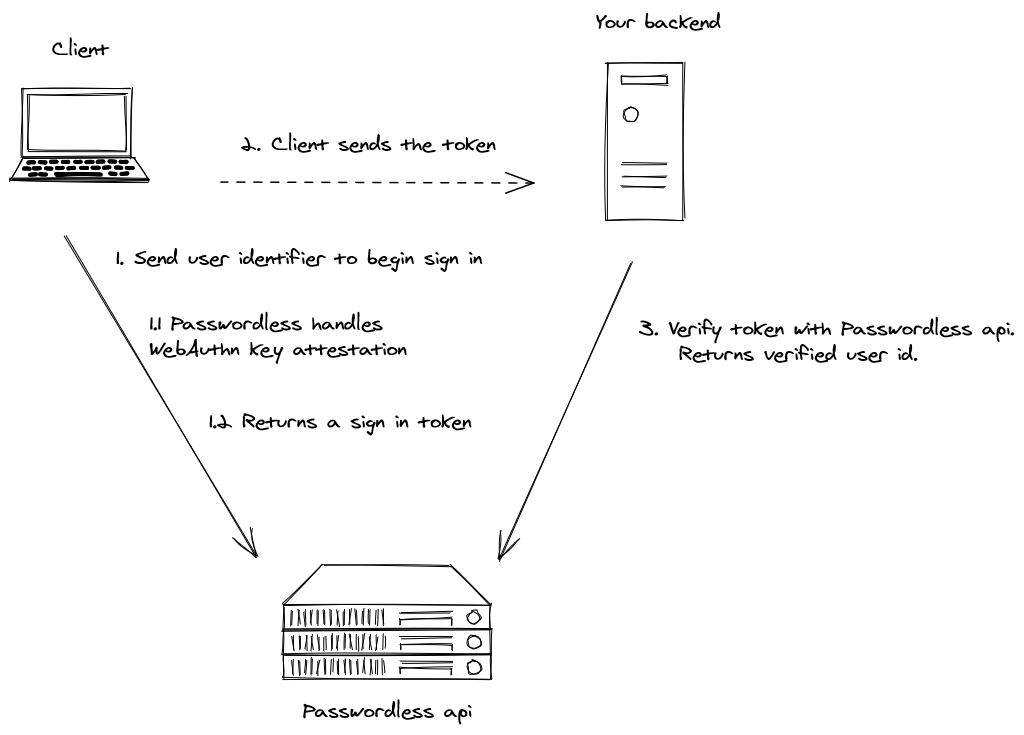 Your backend
Client
2. Client sends the token
1. Send user identifier to begin sign in
1.1 Passwordless handles
WebAuthn key attestation
3. Verify token with Passwordless api.
Returns verified user id.
1.2 Returns a sign in token
Passwordless api